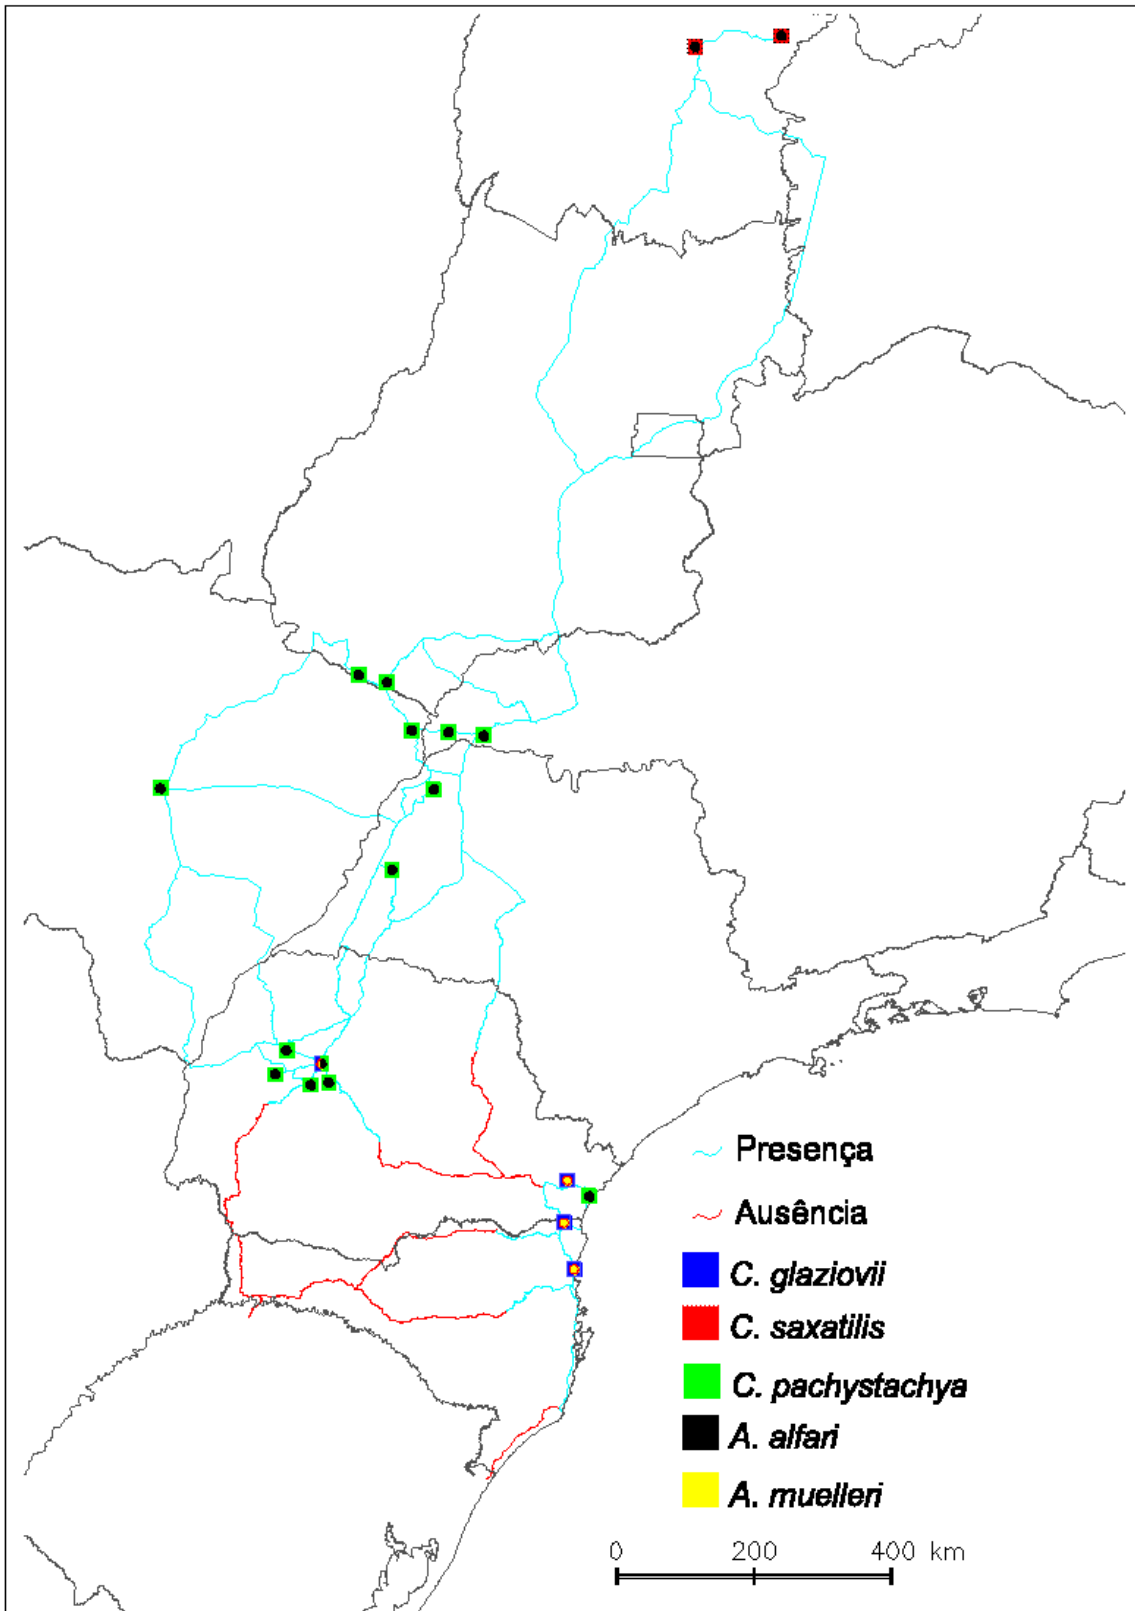 Presença
Ausência
C. glaziovii
C. saxatilis
C. pachystachya
A. alfari
A. muelleri
0 200 400 km